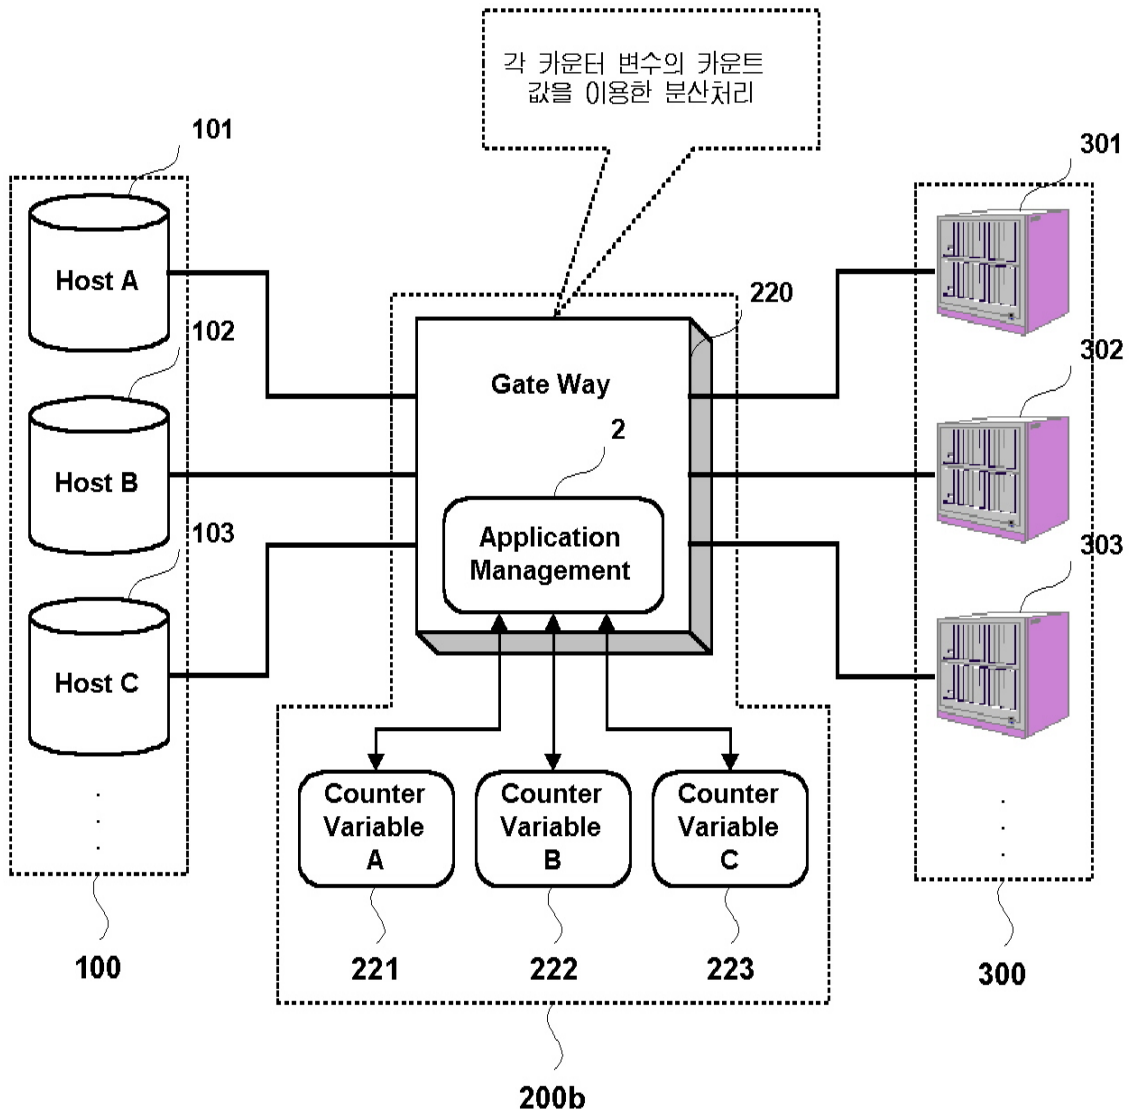 각 카운터 변수의 카운트
값을 이용한 분산처리
101
301
Host A
220
102
302
Gate Way
2
Host B
103
303
Application
Management
Host C
Counter
Variable
A
Counter
Variable
B
Counter
Variable
C
100
221
222
223
300
200b